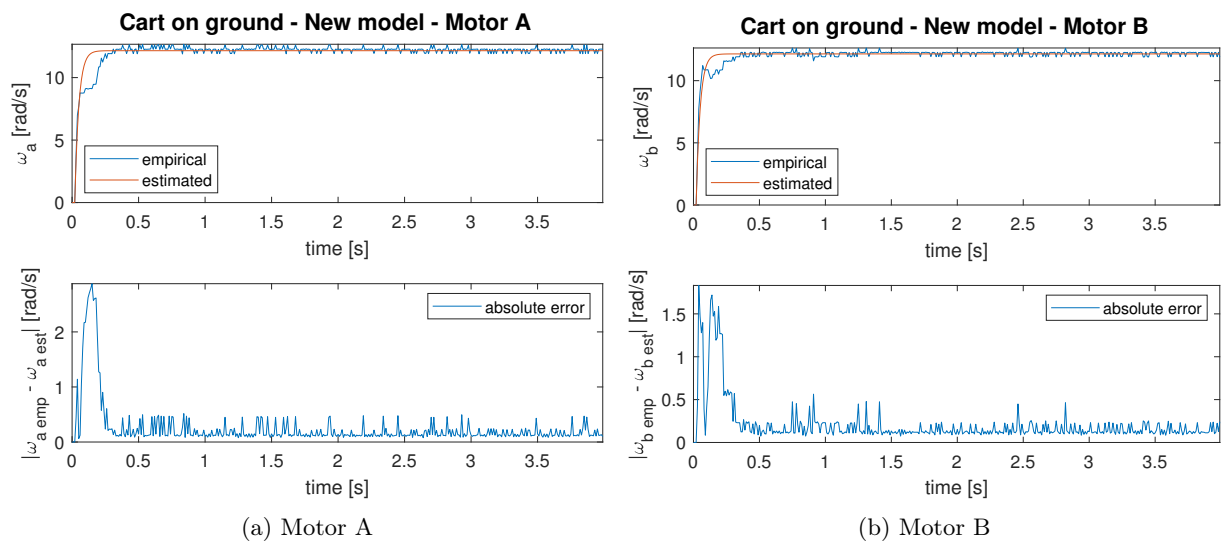 Cart on ground - New model - Motor A
ω_a [rad/s]
10
5
0
empirical
estimated
0 0.5 1 1.5 2 2.5 3 3.5
time [s]
|ω_a emp - ω_a est| [rad/s]
2
1
0
absolute error
0 0.5 1 1.5 2 2.5 3 3.5
time [s]
(a) Motor A
Cart on ground - New model - Motor B
ω_b [rad/s]
10
5
0
empirical
estimated
0 0.5 1 1.5 2 2.5 3 3.5
time [s]
|ω_b emp - ω_b est| [rad/s]
1.5
1
0.5
0
absolute error
0 0.5 1 1.5 2 2.5 3 3.5
time [s]
(b) Motor B